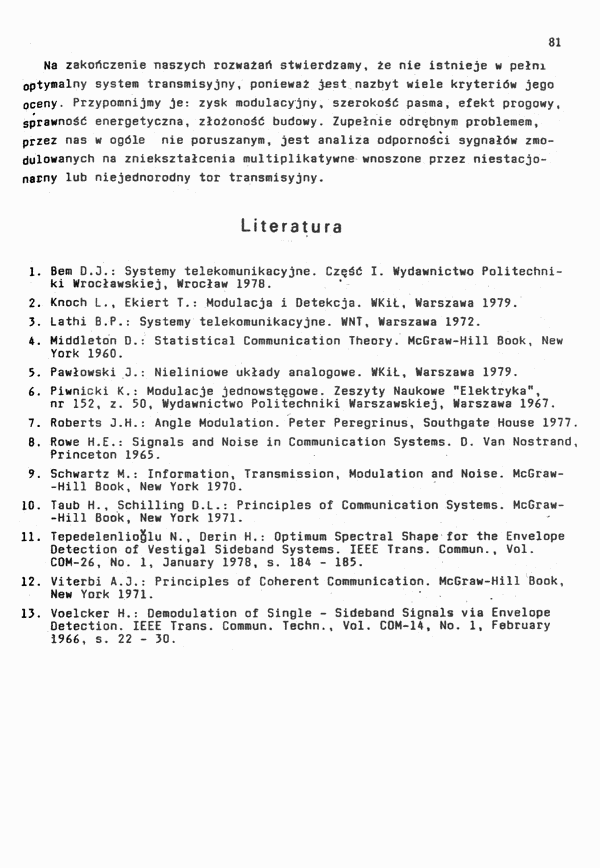 81
Na zakończenie naszych rozważań stwierdzamy, że nie istnieje w pełni
optymalny system transmisyjny, ponieważ jest nazbyt wiele kryteriów jego
oceny. Przypomnijmy je: zysk modulacyjny, szerokość pasma, efekt progowy,
sprawność energetyczna, złożoność budowy. Zupełnie odrębnym problemem,
przez nas w ogóle nie poruszanym, jest analiza odporności sygnałów zmo-
dulowanych na zniekształcenia multiplikatywne wnoszone przez niestacjo-
narny lub niejednorodny tor transmisyjny.
Literatura
1. Bem D.J.: Systemy telekomunikacyjne. Część I. Wydawnictwo Politechni-
ki Wrocławskiej, Wrocław 1978.
2. Knoch L., Ekiert T.: Modulacja i Detekcja. WKiŁ, Warszawa 1979.
3. Lathi B.P.: Systemy telekomunikacyjne. WNT, Warszawa 1972.
4. Middleton D.: Statistical Communication Theory. McGraw-Hill Book, New
York 1960.
5. Pawłowski J.: Nieliniowe układy analogowe. WKiŁ, Warszawa 1979.
6. Piwnicki K.: Modulacje jednowstęgowe. Zeszyty Naukowe "Elektryka",
nr 152, z. 50, Wydawnictwo Politechniki Warszawskiej, Warszawa 1967.
7. Roberts J.H.: Angle Modulation. Peter Peregrinus, Southgate House 1977.
8. Rowe H.E.: Signals and Noise in Communication Systems. D. Van Nostrand,
Princeton 1965.
9. Schwartz M.: Information, Transmission, Modulation and Noise. McGraw-
-Hill Book, New York 1970.
10. Taub H., Schilling D.L.: Principles of Communication Systems. McGraw-
-Hill Book, New York 1971.
11. Tepedelenlioğlu N., Derin H.: Optimum Spectral Shape for the Envelope
Detection of Vestigal Sideband Systems. IEEE Trans. Commun., Vol.
COM-26, No. 1, January 1978, s. 184 - 185.
12. Viterbi A.J.: Principles of Coherent Communication. McGraw-Hill Book,
New York 1971.
13. Voelcker H.: Demodulation of Single - Sideband Signals via Envelope
Detection. IEEE Trans. Commun. Techn., Vol. COM-14, No. 1, February
1966, s. 22 - 30.